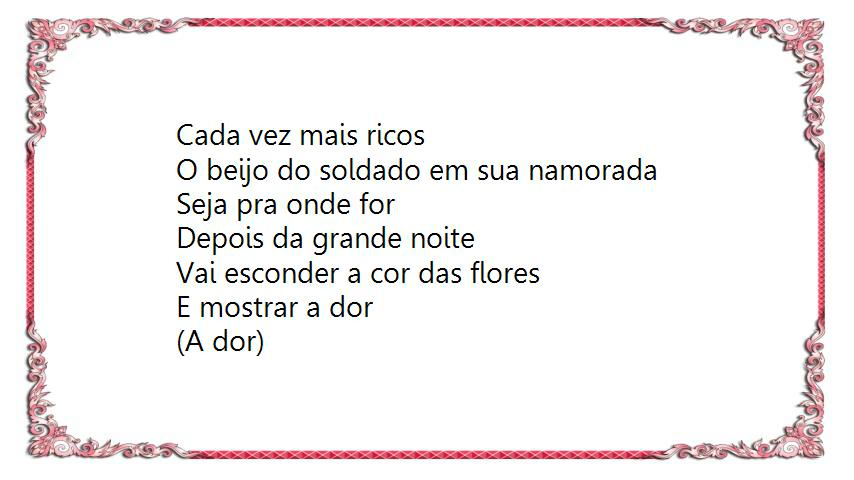 Cada vez mais ricos
O beijo do soldado em sua namorada
Seja pra onde for
Depois da grande noite
Vai esconder a cor das flores
E mostrar a dor
(A dor)